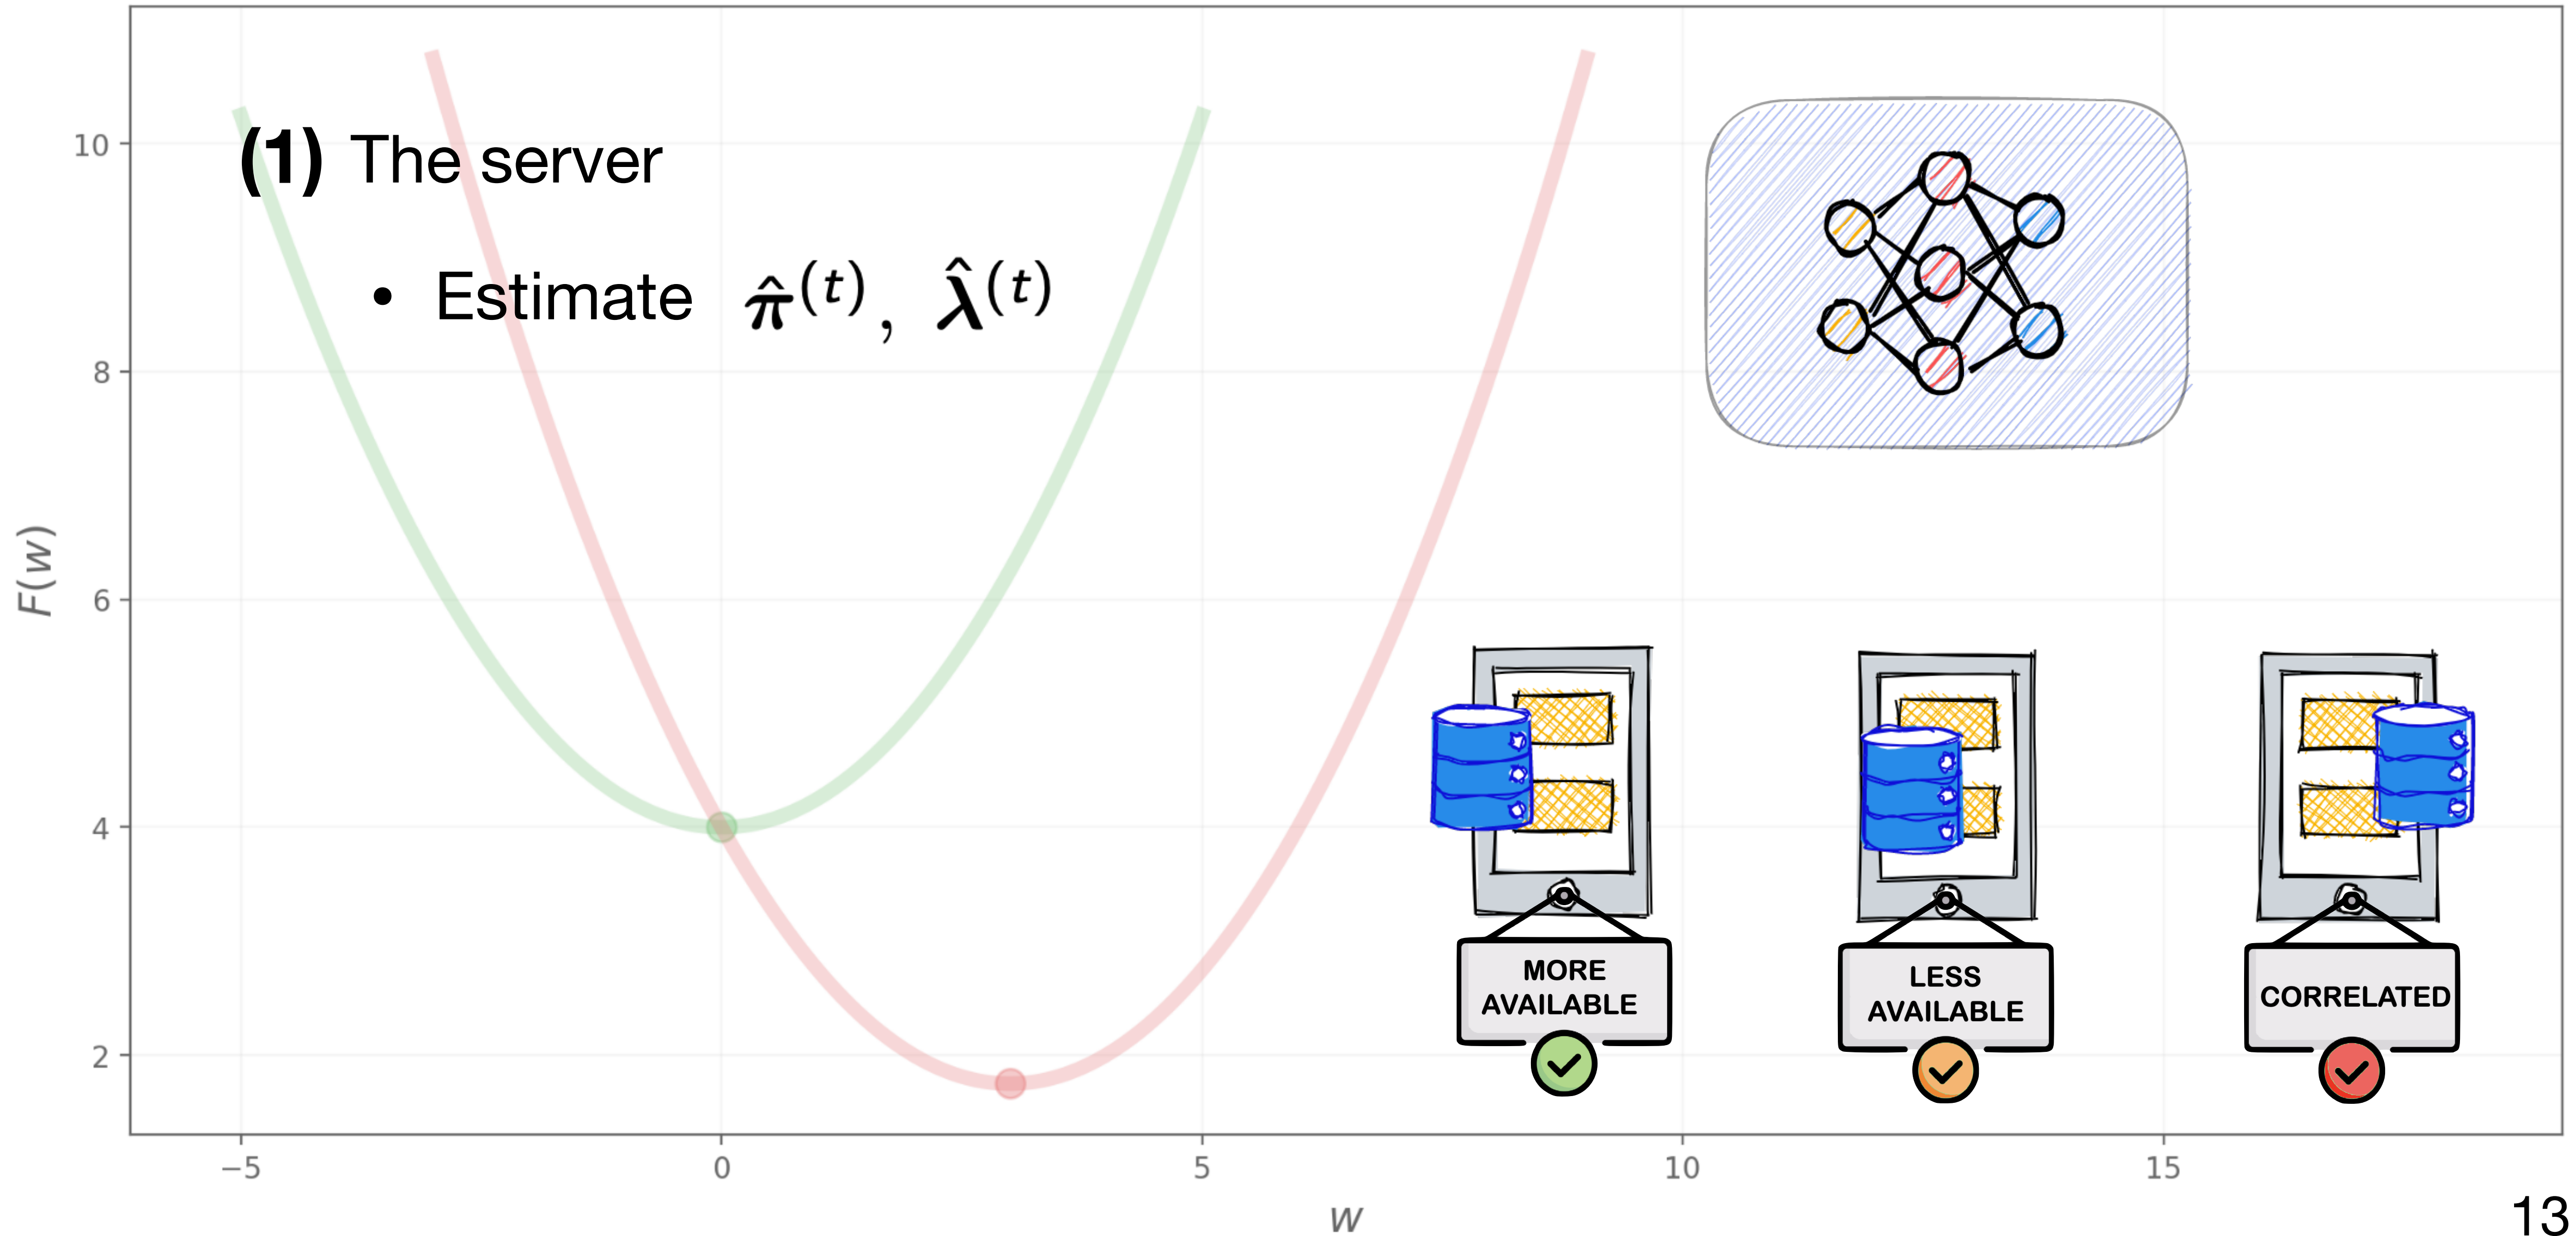 (1) The server
• Estimate π̂^(t), λ̂^(t)
10
8
6
4
2
F(w)
−5 0 5 10 15
w
MORE
AVAILABLE
LESS
AVAILABLE
CORRELATED
13